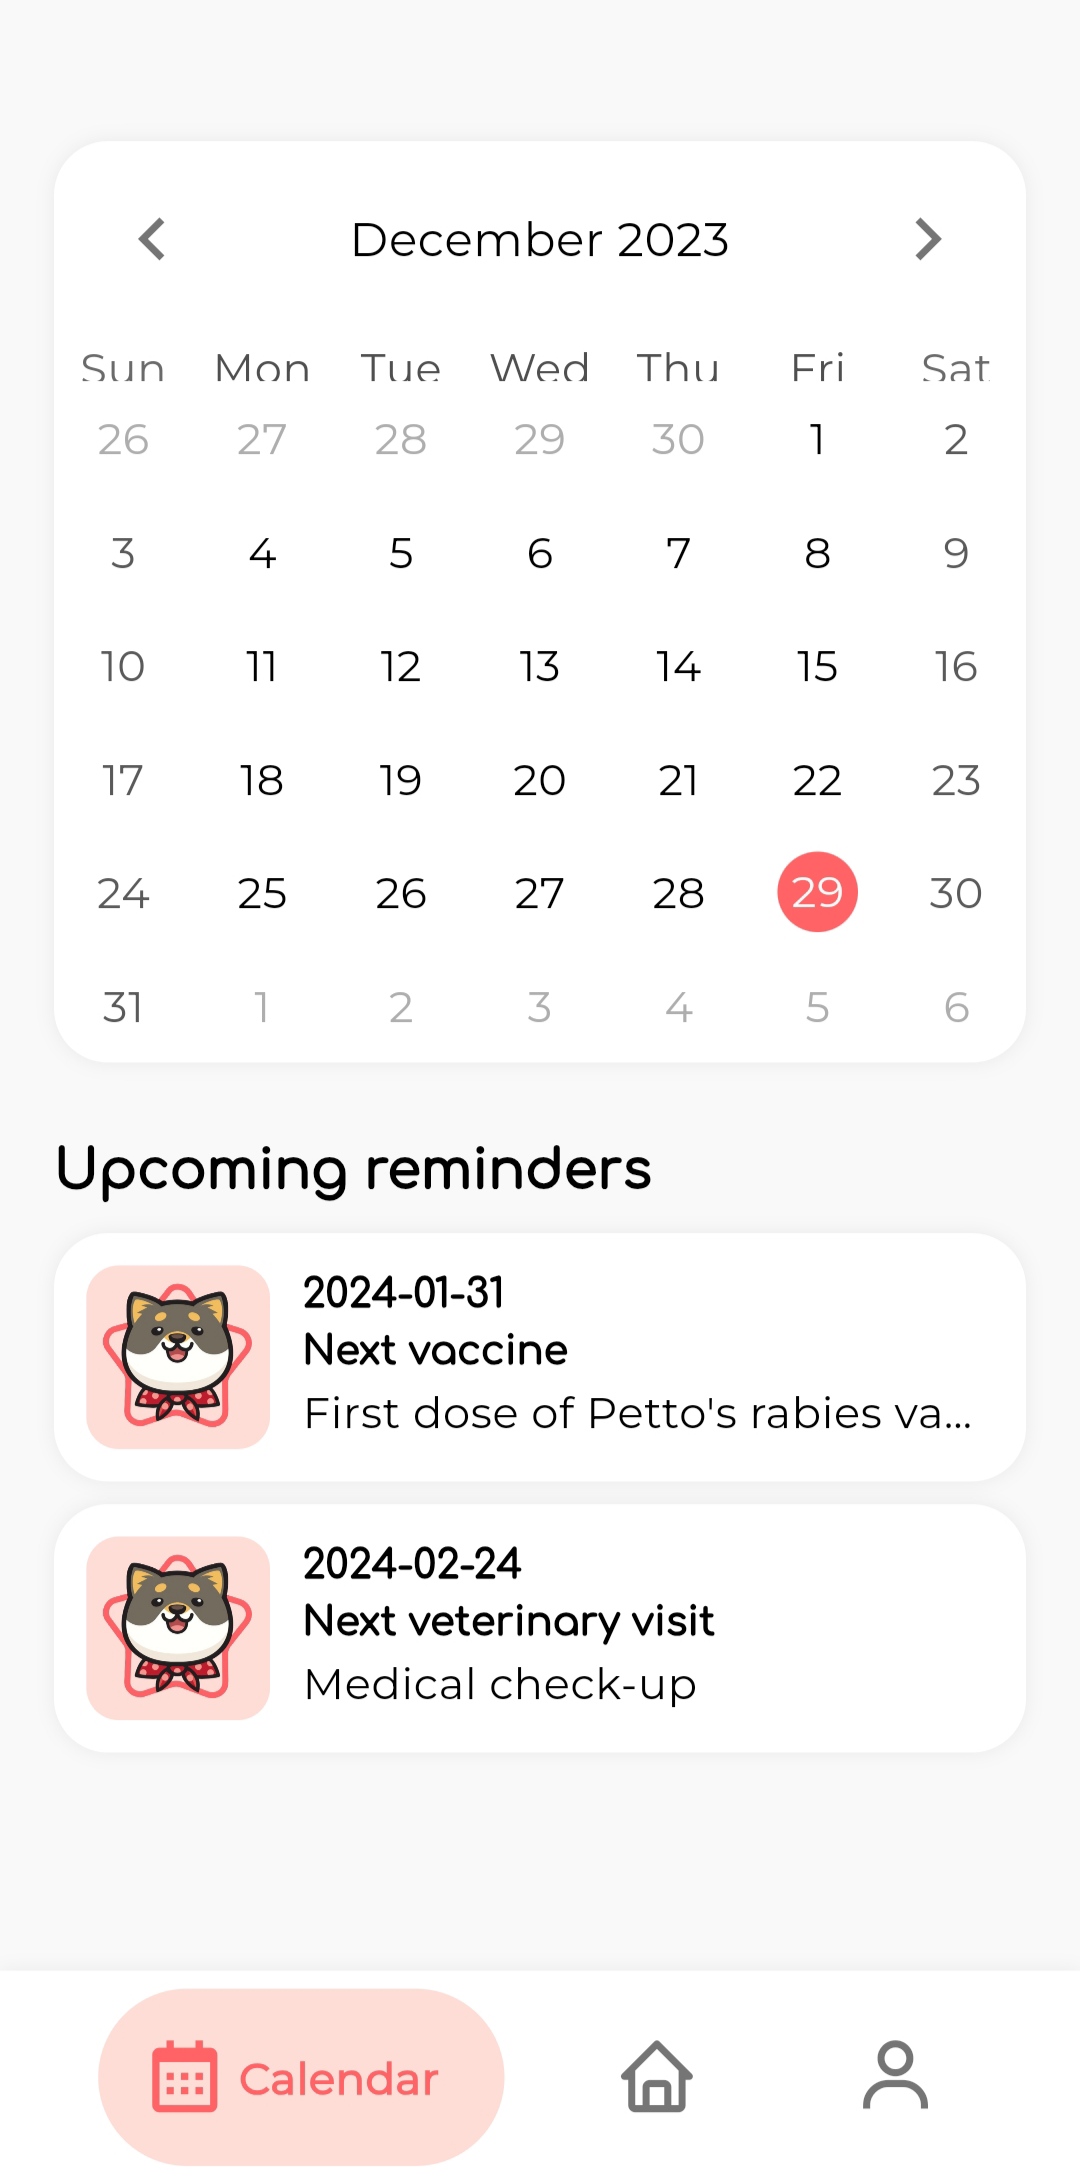 December 2023
Sun Mon Tue Wed Thu Fri Sat
26 27 28 29 30 1 2
3 4 5 6 7 8 9
10 11 12 13 14 15 16
17 18 19 20 21 22 23
24 25 26 27 28 29 30
31 1 2 3 4 5 6
Upcoming reminders
2024-01-31
Next vaccine
First dose of Petto's rabies va...
2024-02-24
Next veterinary visit
Medical check-up
Calendar